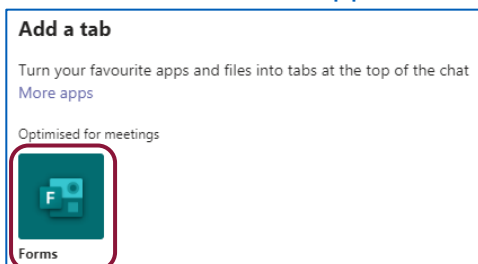 Add a tab
Turn your favourite apps and files into tabs at the top of the chat
More apps
Optimised for meetings
F
Forms